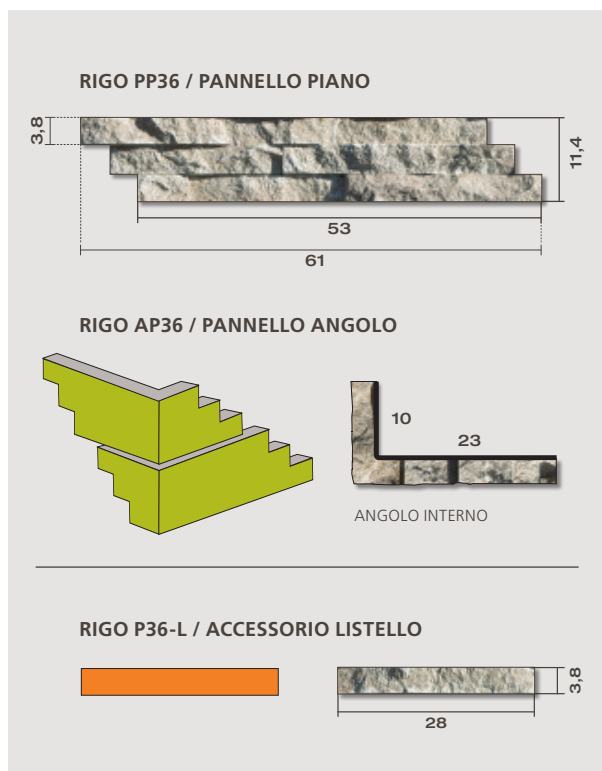 RIGO PP36 / PANNELLO PIANO
3,8
11,4
53
61
RIGO AP36 / PANNELLO ANGOLO
10
23
ANGOLO INTERNO
RIGO P36-L / ACCESSORIO LISTELLO
3,8
28